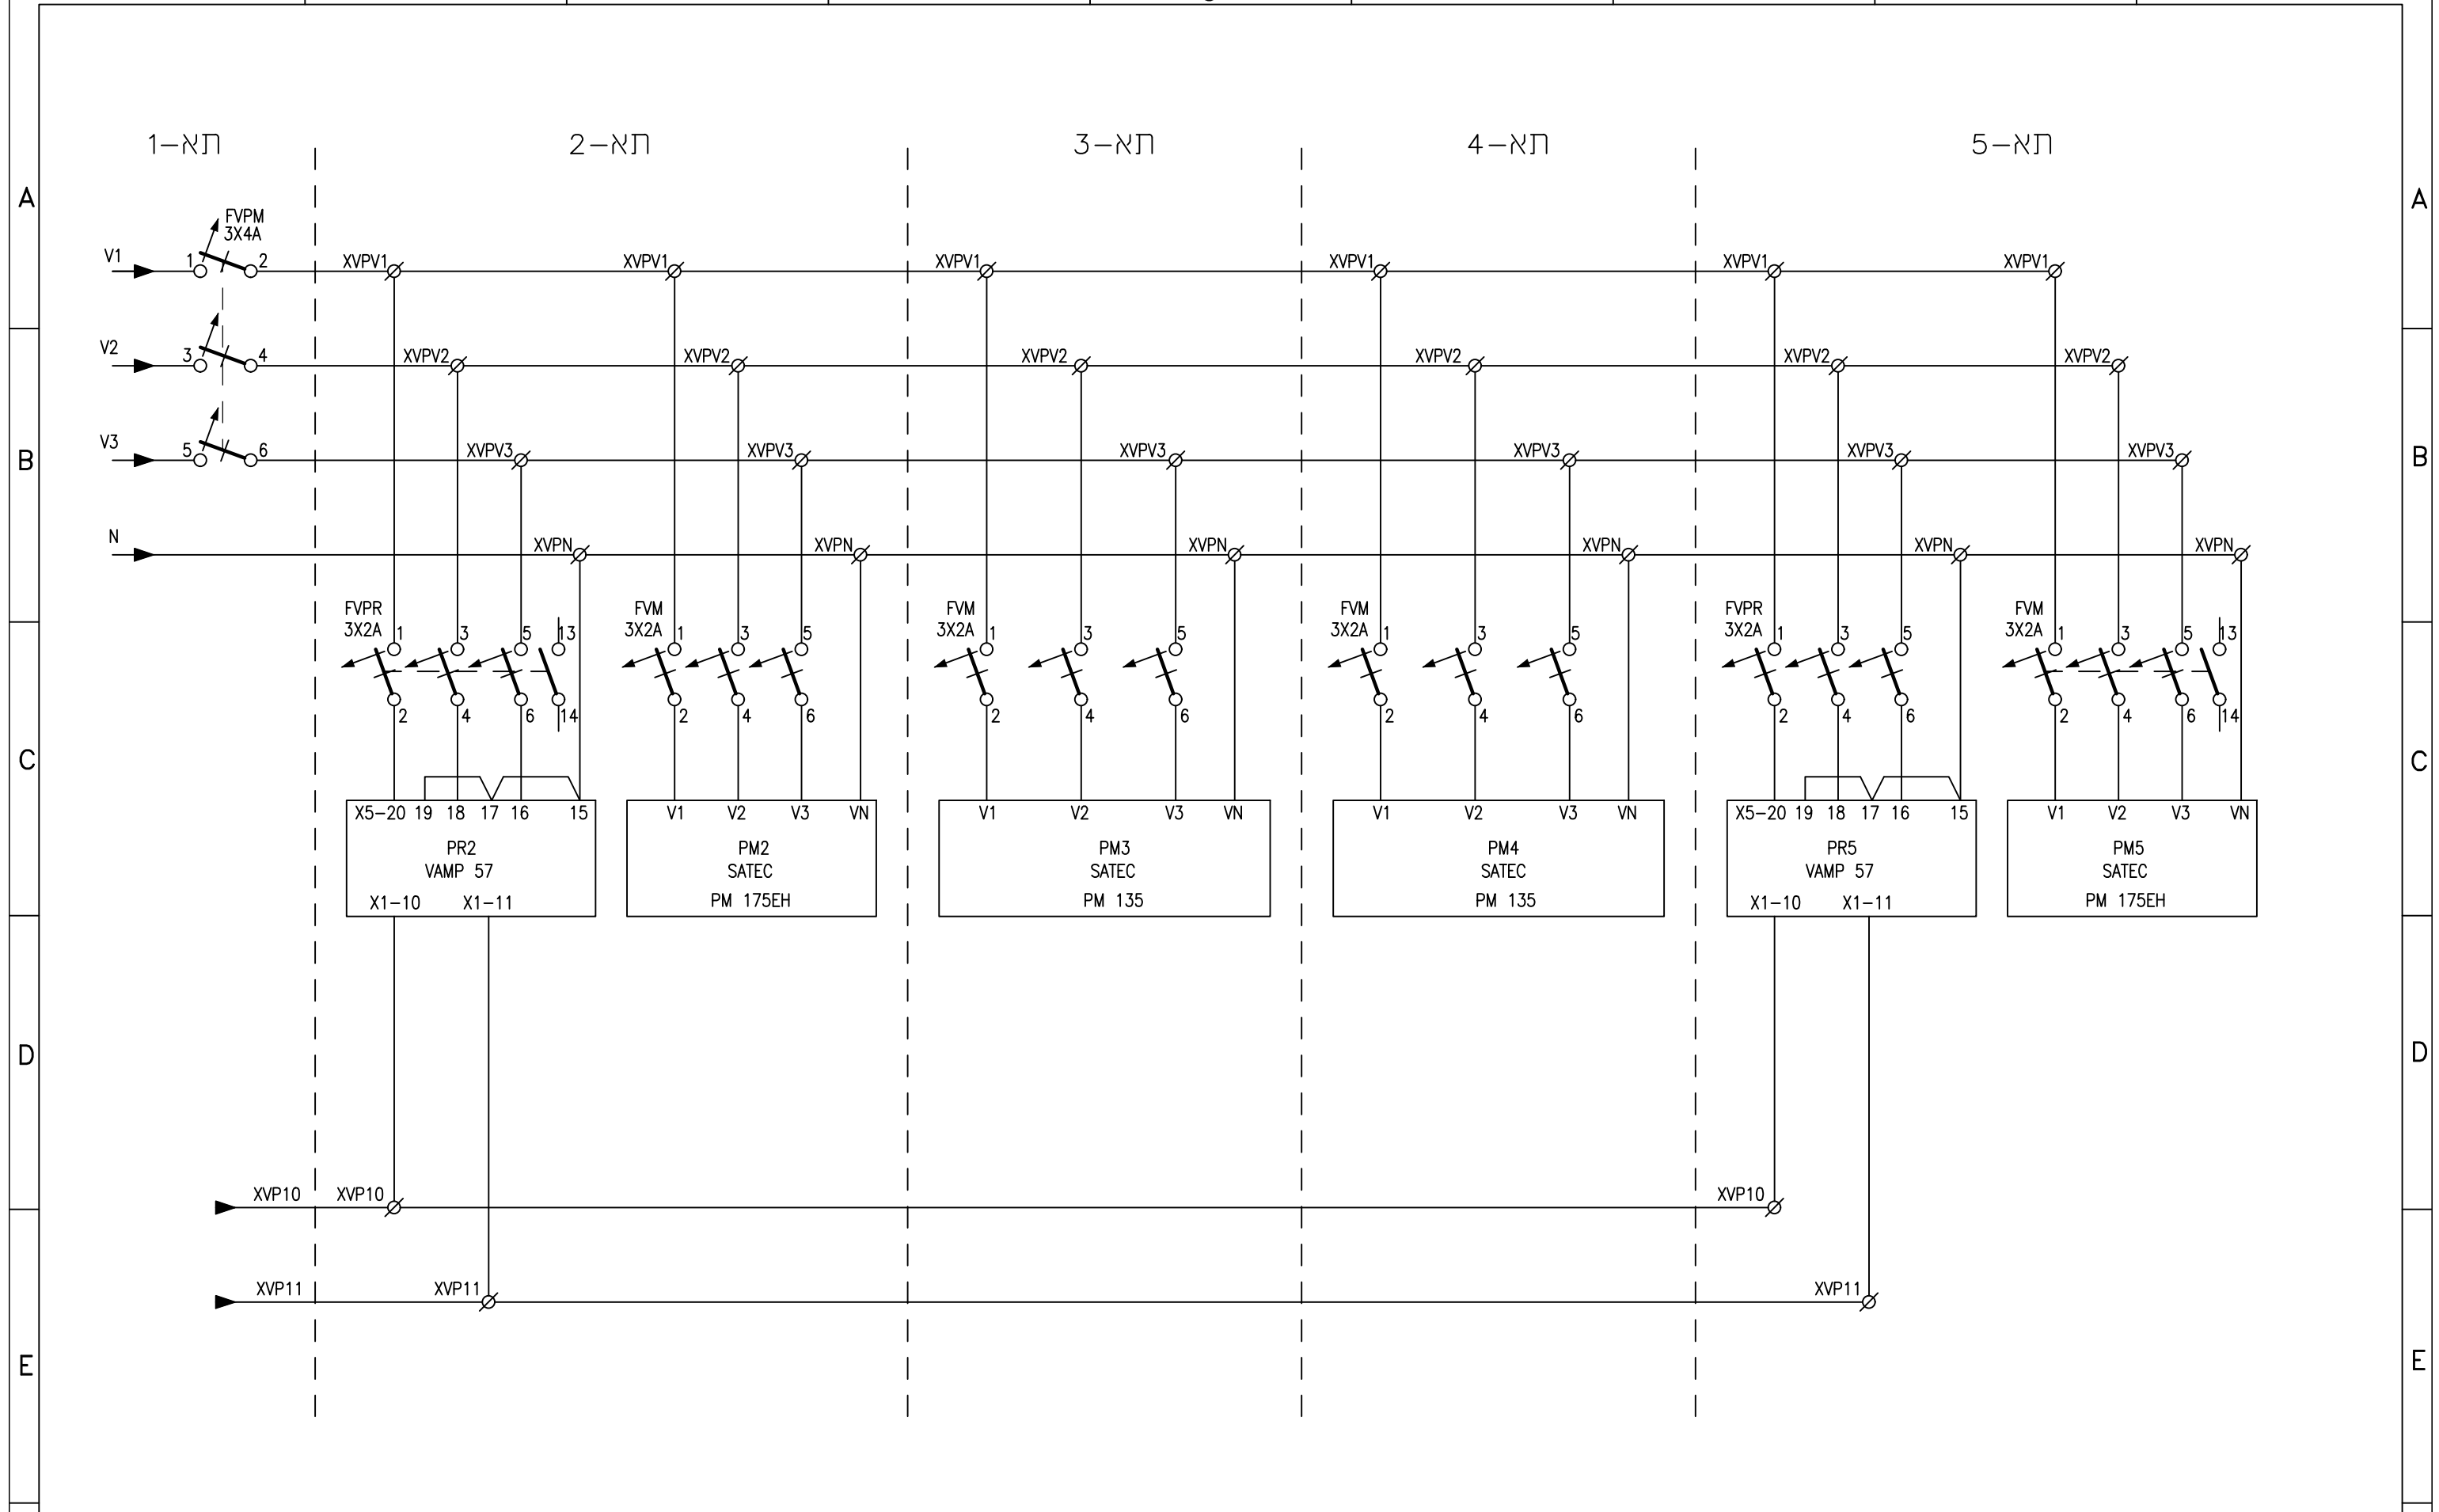 תא-1
תא-2
תא-3
תא-4
תא-5
A
A
FVPM
3X4A
V1
1
2
XVPV1
XVPV1
XVPV1
XVPV1
XVPV1
XVPV1
V2
3
4
XVPV2
XVPV2
XVPV2
XVPV2
XVPV2
XVPV2
V3
5
6
XVPV3
XVPV3
XVPV3
XVPV3
XVPV3
XVPV3
B
B
N
XVPN
XVPN
XVPN
XVPN
XVPN
XVPN
FVPR
3X2A
1
3
5
13
2
4
6
14
FVM
3X2A
1
3
5
2
4
6
FVM
3X2A
1
3
5
2
4
6
FVM
3X2A
1
3
5
2
4
6
FVPR
3X2A
1
3
5
2
4
6
FVM
3X2A
1
3
5
13
2
4
6
14
C
C
X5-20 19 18 17 16 15
PR2
VAMP 57
X1-10 X1-11
V1 V2 V3 VN
PM2
SATEC
PM 175EH
V1 V2 V3 VN
PM3
SATEC
PM 135
V1 V2 V3 VN
PM4
SATEC
PM 135
X5-20 19 18 17 16 15
PR5
VAMP 57
X1-10 X1-11
V1 V2 V3 VN
PM5
SATEC
PM 175EH
D
D
XVP10
XVP10
XVP10
XVP11
XVP11
XVP11
E
E